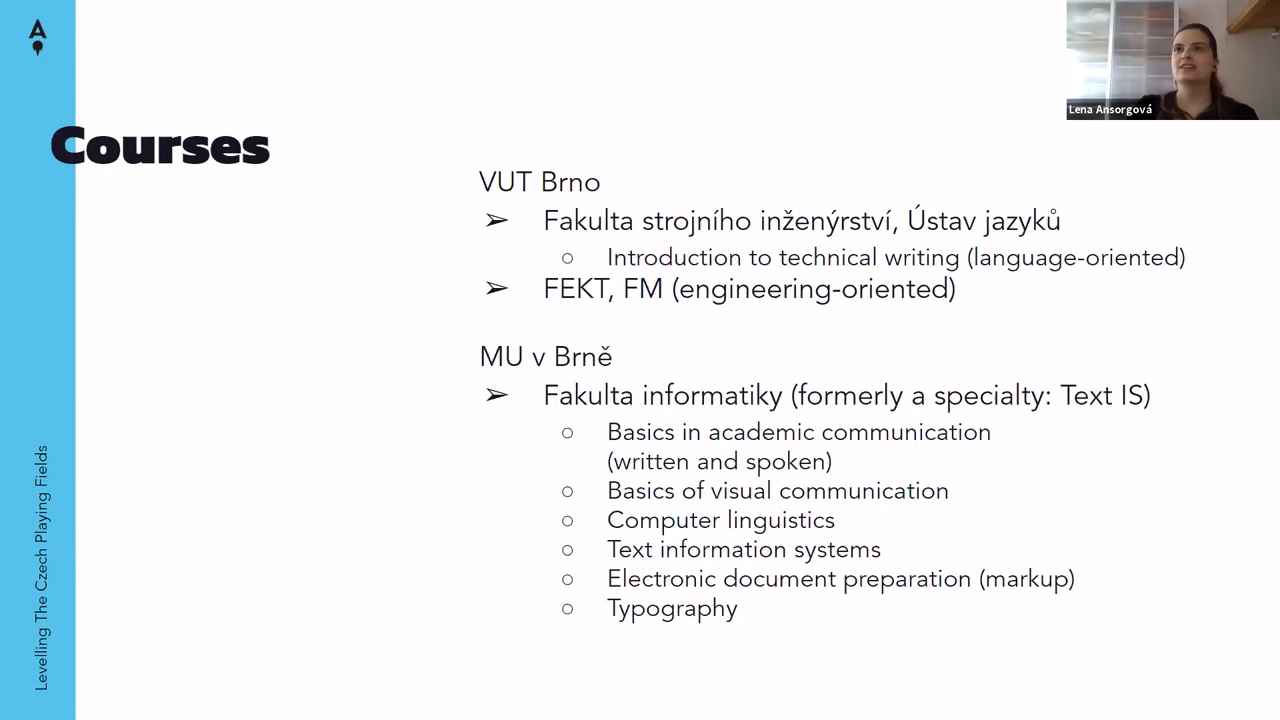 Courses
VUT Brno
➢ Fakulta strojního inženýrství, Ústav jazyků
○ Introduction to technical writing (language-oriented)
➢ FEKT, FM (engineering-oriented)
MU v Brně
➢ Fakulta informatiky (formerly a specialty: Text IS)
○ Basics in academic communication
(written and spoken)
○ Basics of visual communication
○ Computer linguistics
○ Text information systems
○ Electronic document preparation (markup)
○ Typography
Levelling The Czech Playing Fields
Lena Ansorgová